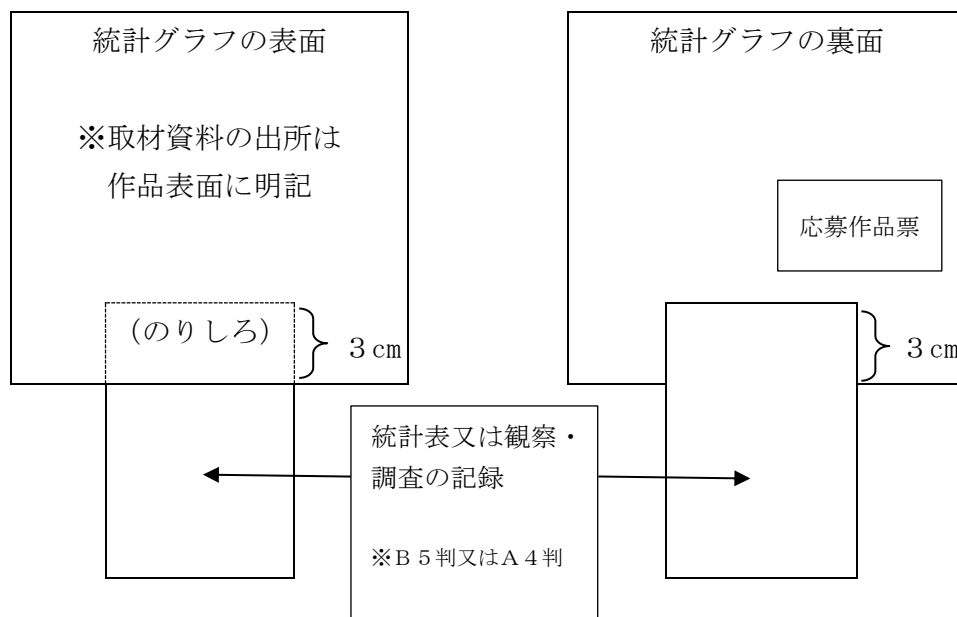 統計グラフの表面
※取材資料の出所は
作品表面に明記
(のりしろ)
３㎝
統計グラフの裏面
応募作品票
３㎝
統計表又は観察・
調査の記録
※Ｂ５判又はＡ４判